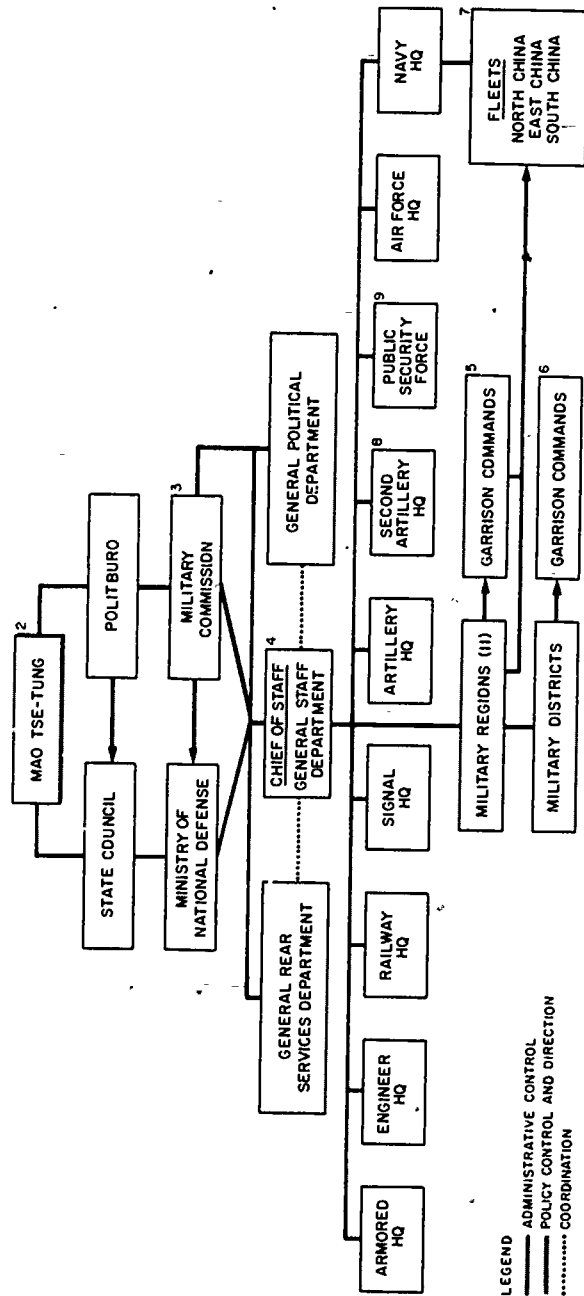 MAO TSE-TUNG
2
STATE COUNCIL
POLITBURO
MINISTRY OF
NATIONAL DEFENSE
MILITARY
COMMISSION
3
GENERAL REAR
SERVICES DEPARTMENT
CHIEF OF STAFF
GENERAL STAFF
DEPARTMENT
4
GENERAL POLITICAL
DEPARTMENT
ARMORED
HQ
ENGINEER
HQ
RAILWAY
HQ
SIGNAL
HQ
ARTILLERY
HQ
SECOND
ARTILLERY
HQ
8
PUBLIC
SECURITY
FORCE
9
AIR FORCE
HQ
NAVY
HQ
MILITARY REGIONS (11)
GARRISON COMMANDS
5
FLEETS
NORTH CHINA
EAST CHINA
SOUTH CHINA
7
MILITARY DISTRICTS
GARRISON COMMANDS
6
LEGEND
ADMINISTRATIVE CONTROL
POLICY CONTROL AND DIRECTION
COORDINATION